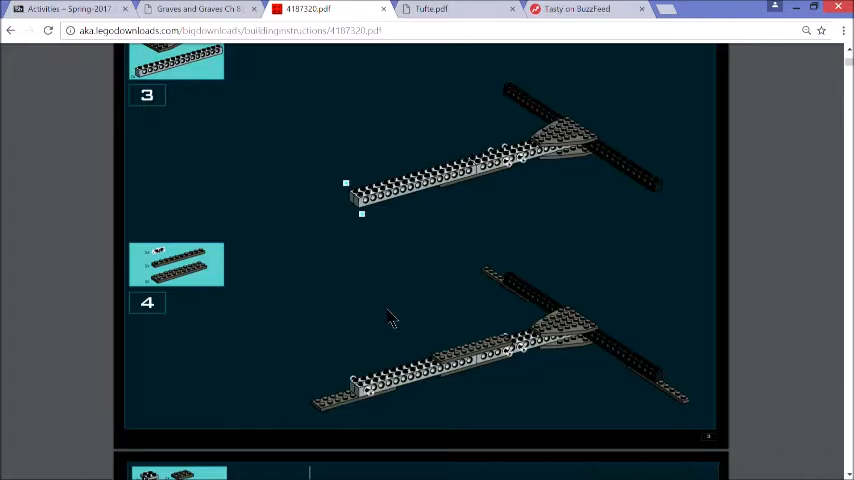 Activities - Spring-2017
Graves and Graves Ch 8
4187320.pdf
Tufte.pdf
Tasty on BuzzFeed
aka.legodownloads.com/bigdownloads/buildinginstructions/4187320.pdf
3
4